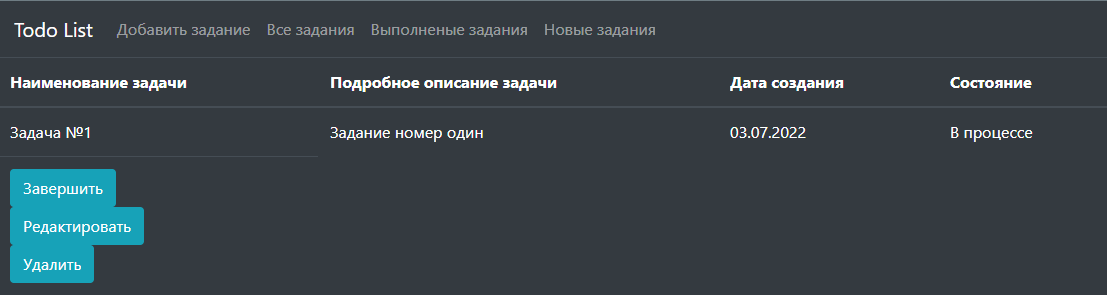 Todo List Добавить задание Все задания Выполненые задания Новые задания
Наименование задачи Подробное описание задачи Дата создания Состояние
Задача №1 Задание номер один 03.07.2022 В процессе
Завершить
Редактировать
Удалить